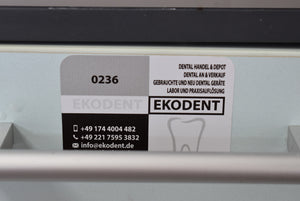 0236
DENTAL HANDEL & DEPOT
DENTAL AN & VERKAUF
GEBRAUCHTE UND NEU DENTAL GERÄTE
LABOR UND PRAXISAUFLÖSUNG
EKODENT EKODENT
+49 174 4004 482
+49 221 7595 3832
info@ekodent.de